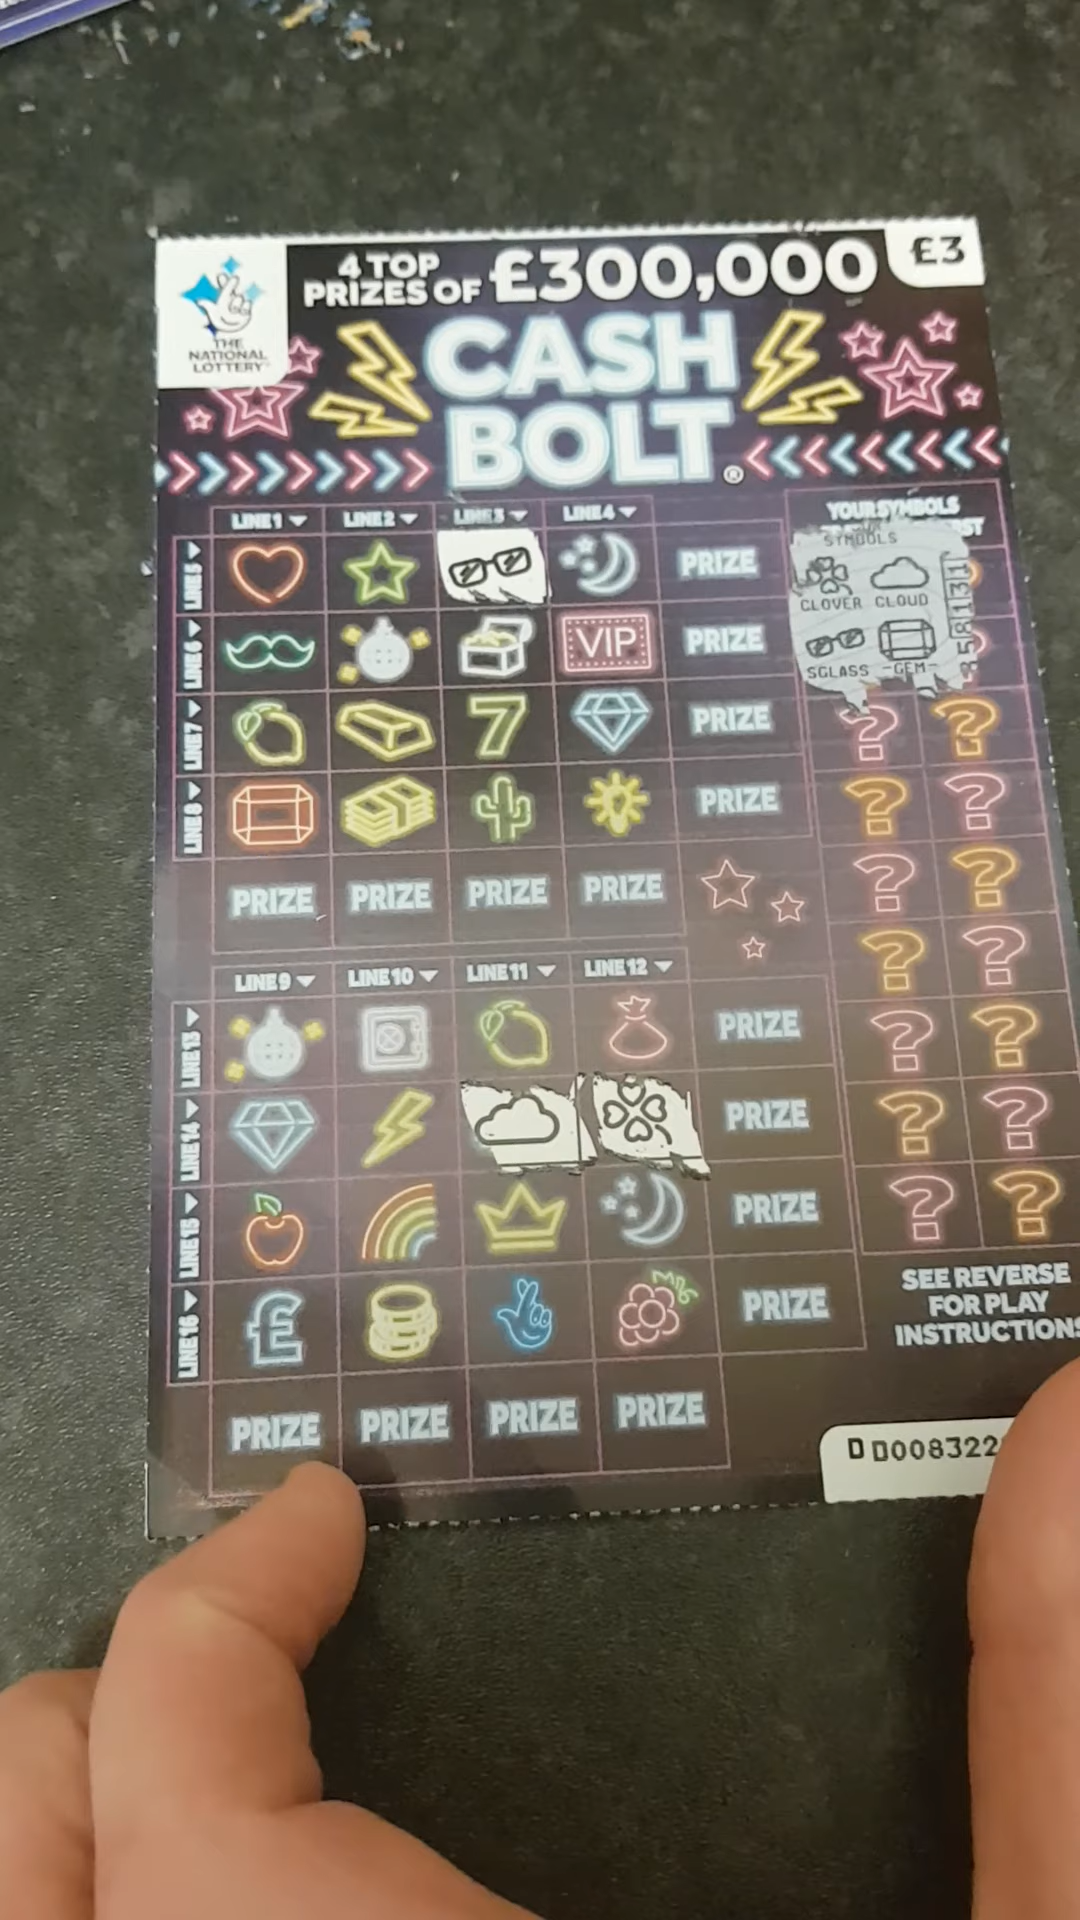 4 TOP
PRIZES OF £300,000
£3
THE
NATIONAL
LOTTERY
CASH
BOLT®
LINE 1 LINE 2 LINE 3 LINE 4
YOUR SYMBOLS
SYMBOLS
LINE 5
PRIZE
CLOVER CLOUD
LINE 6
VIP
PRIZE
SGLASS -GEM-
LINE 7
7
PRIZE
? ?
LINE 8
PRIZE
? ?
PRIZE PRIZE PRIZE PRIZE
? ?
? ?
LINE 9 LINE 10 LINE 11 LINE 12
LINE 13
PRIZE
? ?
LINE 14
PRIZE
? ?
LINE 15
PRIZE
? ?
LINE 16
£
PRIZE
SEE REVERSE
FOR PLAY
INSTRUCTIONS
PRIZE PRIZE PRIZE PRIZE
D D008322